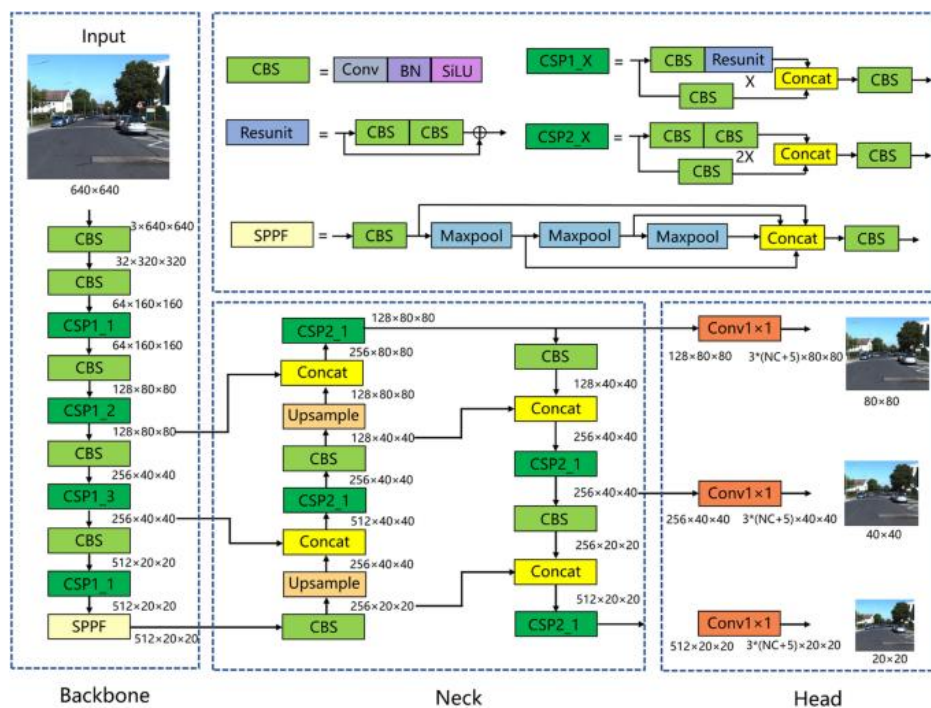 Input
640×640
3×640×640
CBS
32×320×320
CBS
64×160×160
CSP1_1
64×160×160
CBS
128×80×80
CSP1_2
128×80×80
CBS
256×40×40
CSP1_3
256×40×40
CBS
512×20×20
CSP1_1
512×20×20
SPPF
512×20×20
Backbone
CBS = Conv BN SiLU
Resunit = CBS CBS
CSP1_X = CBS Resunit X CBS Concat CBS
CSP2_X = CBS CBS 2X CBS Concat CBS
SPPF = CBS Maxpool Maxpool Maxpool Concat CBS
128×80×80
CSP2_1
256×80×80
Concat
128×80×80
Upsample
128×40×40
CBS
CSP2_1
512×40×40
Concat
256×40×40
Upsample
256×20×20
CBS
CBS
128×40×40
Concat
256×40×40
CSP2_1
256×40×40
CBS
256×20×20
Concat
512×20×20
CSP2_1
Neck
Conv1×1
128×80×80 3*(NC+5)×80×80
80×80
Conv1×1
256×40×40 3*(NC+5)×40×40
40×40
Conv1×1
512×20×20 3*(NC+5)×20×20
20×20
Head